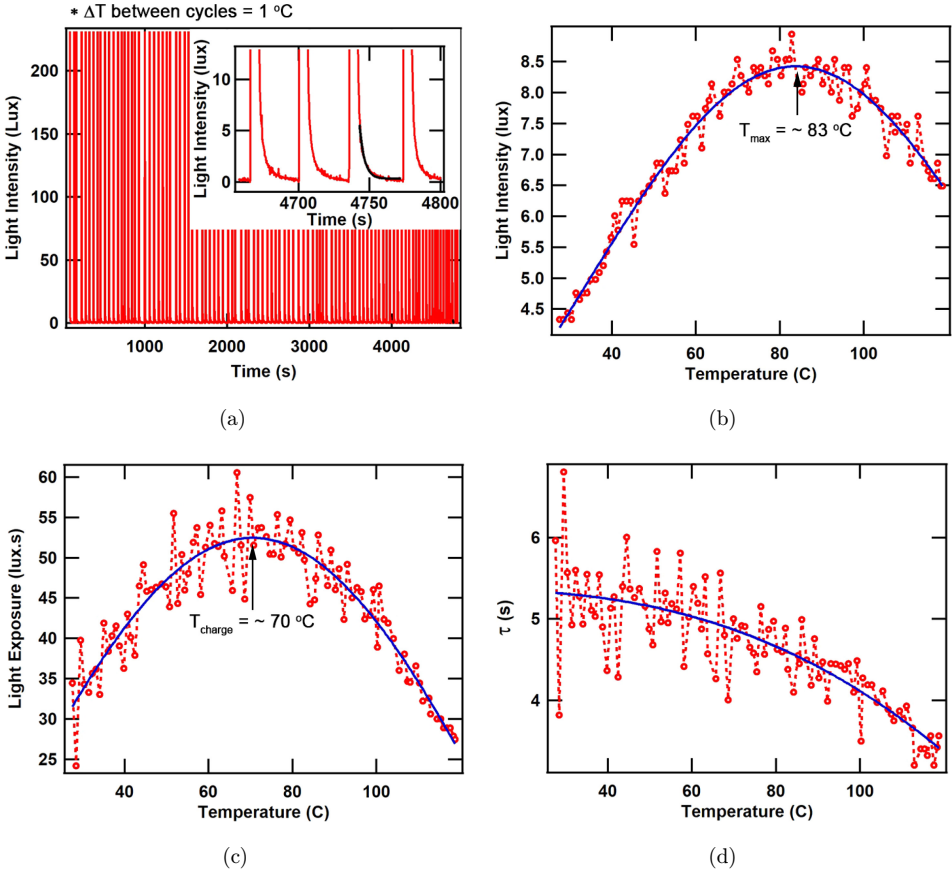 * ΔT between cycles = 1 °C
Light Intensity (Lux)
200
150
100
50
0
1000
2000
3000
4000
Time (s)
Light Intensity (lux)
10
5
0
4700
4750
4800
Time (s)
(a)
Light Intensity (lux)
8.5
8.0
7.5
7.0
6.5
6.0
5.5
5.0
4.5
T_max = ~ 83 °C
40
60
80
100
Temperature (C)
(b)
Light Exposure (lux.s)
60
55
50
45
40
35
30
25
T_charge = ~ 70 °C
40
60
80
100
Temperature (C)
(c)
τ (s)
6
5
4
40
60
80
100
Temperature (C)
(d)